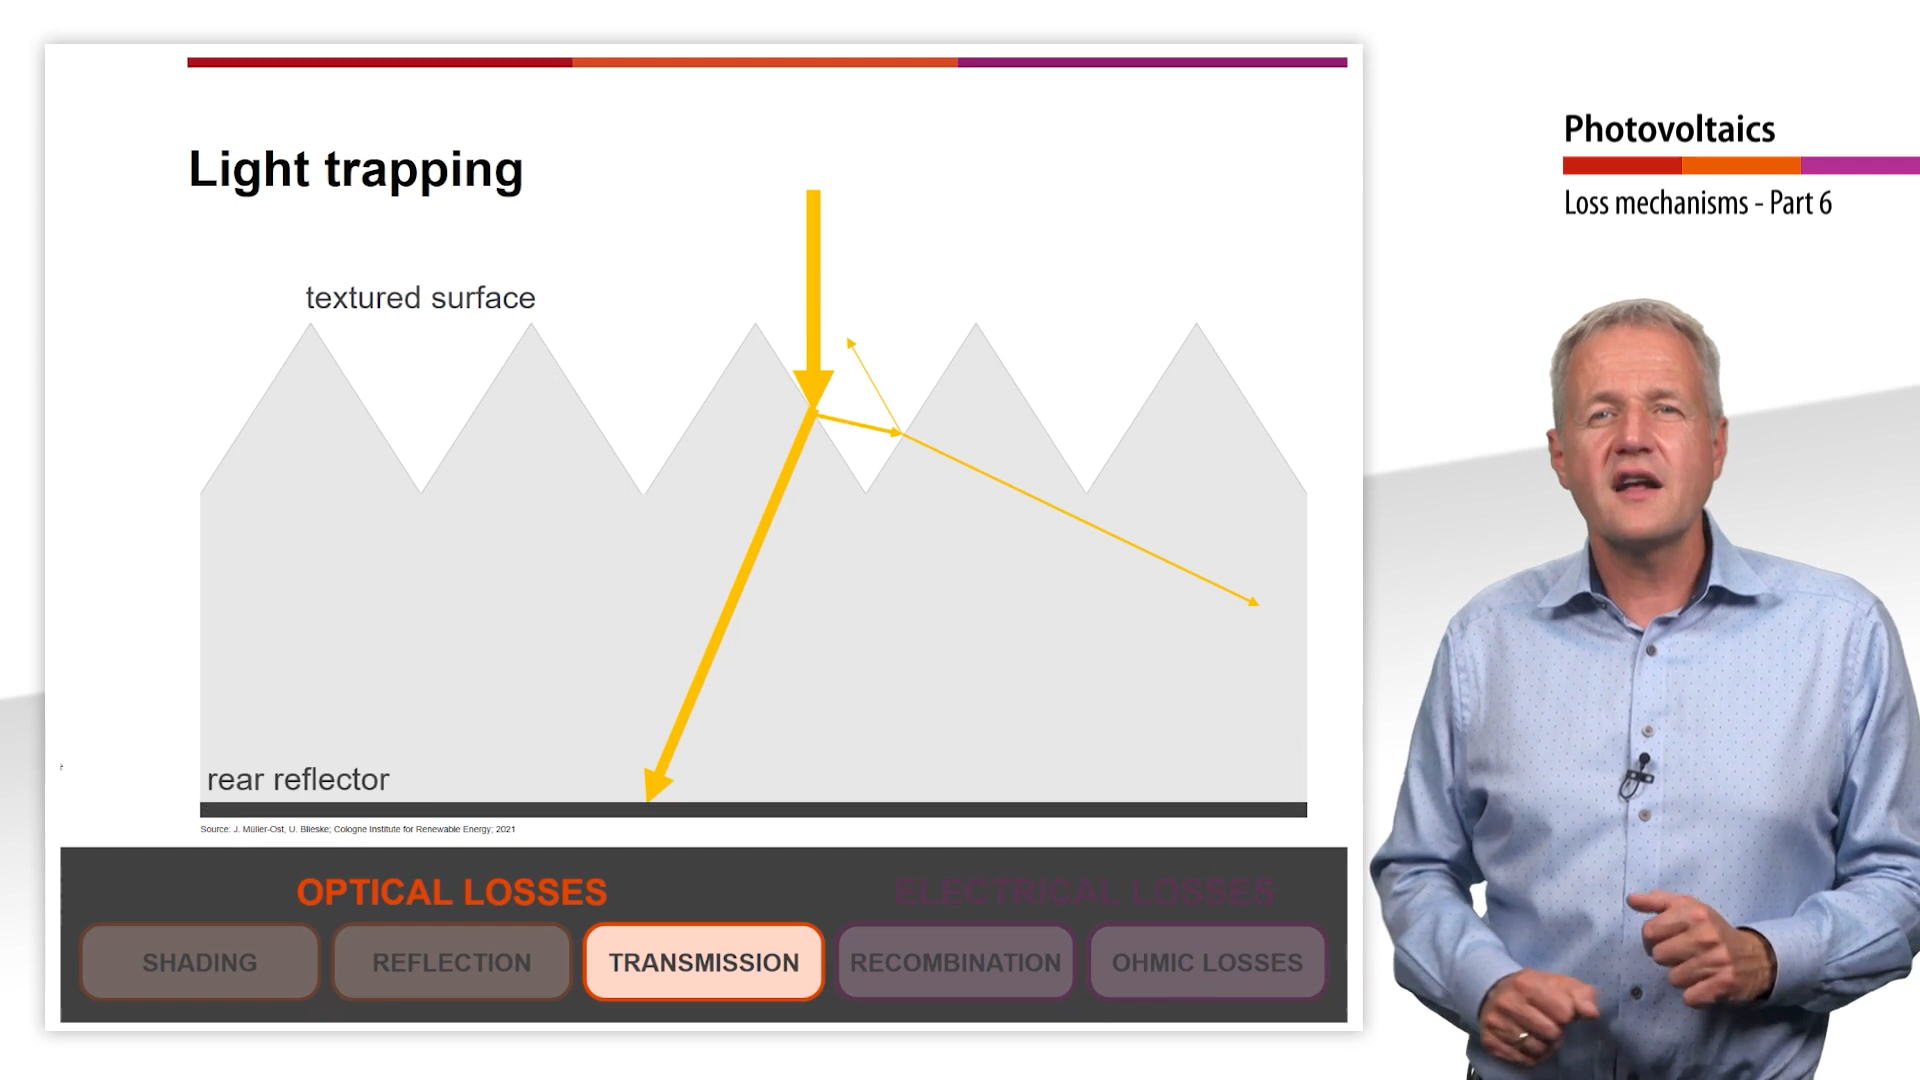 Light trapping
textured surface
rear reflector
Source: J. Müller-Ost, U. Blieske; Cologne Institute for Renewable Energy; 2021
OPTICAL LOSSES
ELECTRICAL LOSSES
SHADING
REFLECTION
TRANSMISSION
RECOMBINATION
OHMIC LOSSES
Photovoltaics
Loss mechanisms - Part 6